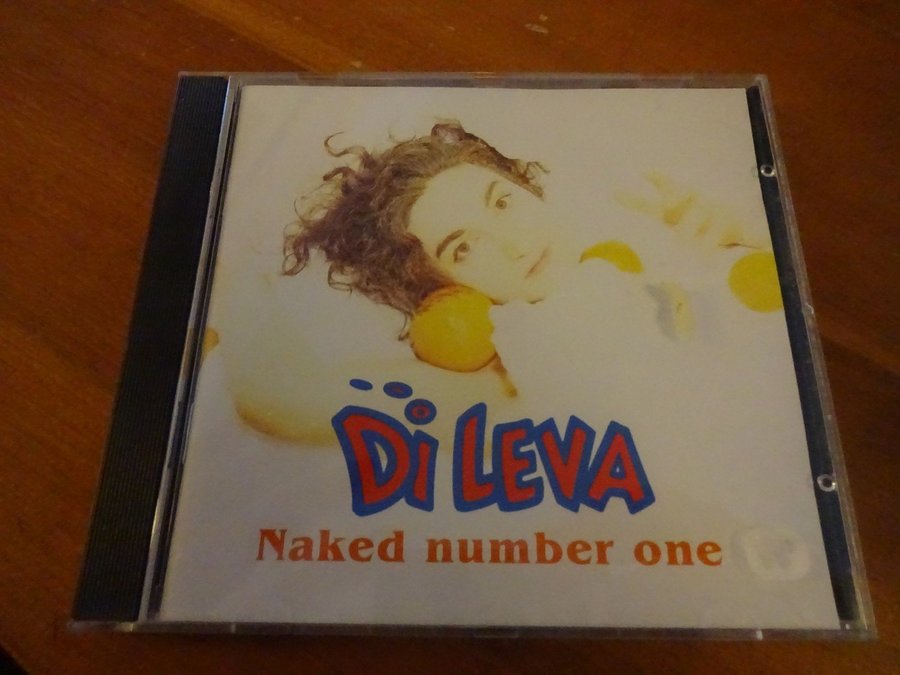 Di LEVA
Naked number one